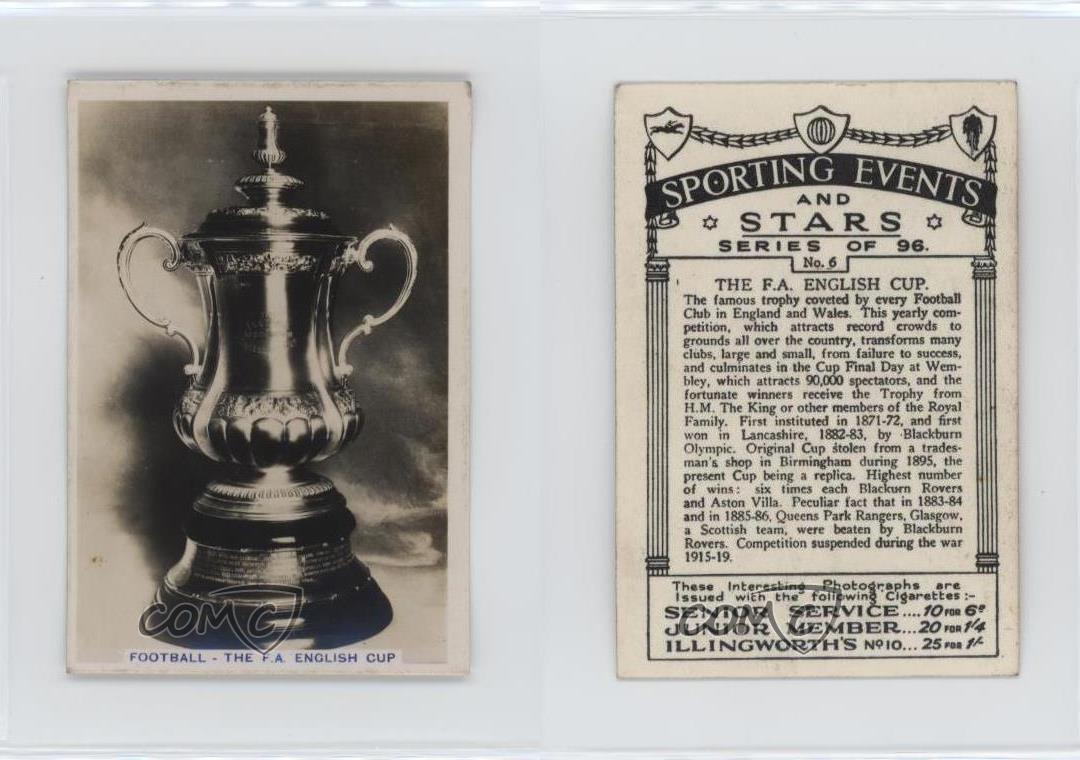 FOOTBALL - THE F.A. ENGLISH CUP
COMC
SPORTING EVENTS
AND
STARS
SERIES OF 96.
No. 6
THE F.A. ENGLISH CUP.
The famous trophy coveted by every Football
Club in England and Wales. This yearly com-
petition, which attracts record crowds to
grounds all over the country, transforms many
clubs, large and small, from failure to success,
and culminates in the Cup Final Day at Wem-
bley, which attracts 90,000 spectators, and the
fortunate winners receive the Trophy from
H.M. The King or other members of the Royal
Family. First instituted in 1871-72, and first
won in Lancashire, 1882-83, by Blackburn
Olympic. Original Cup stolen from a trades-
man's shop in Birmingham during 1895, the
present Cup being a replica. Highest number
of wins: six times each Blackurn Rovers
and Aston Villa. Peculiar fact that in 1883-84
and in 1885-86, Queens Park Rangers, Glasgow,
a Scottish team, were beaten by Blackburn
Rovers. Competition suspended during the war
1915-19.
These Interesting Photographs are
Issued with the following Cigarettes:-
SENIOR SERVICE....10 FOR 6D
JUNIOR MEMBER...20 FOR 1/4
ILLINGWORTH'S No10...25 FOR 1/-
COMC